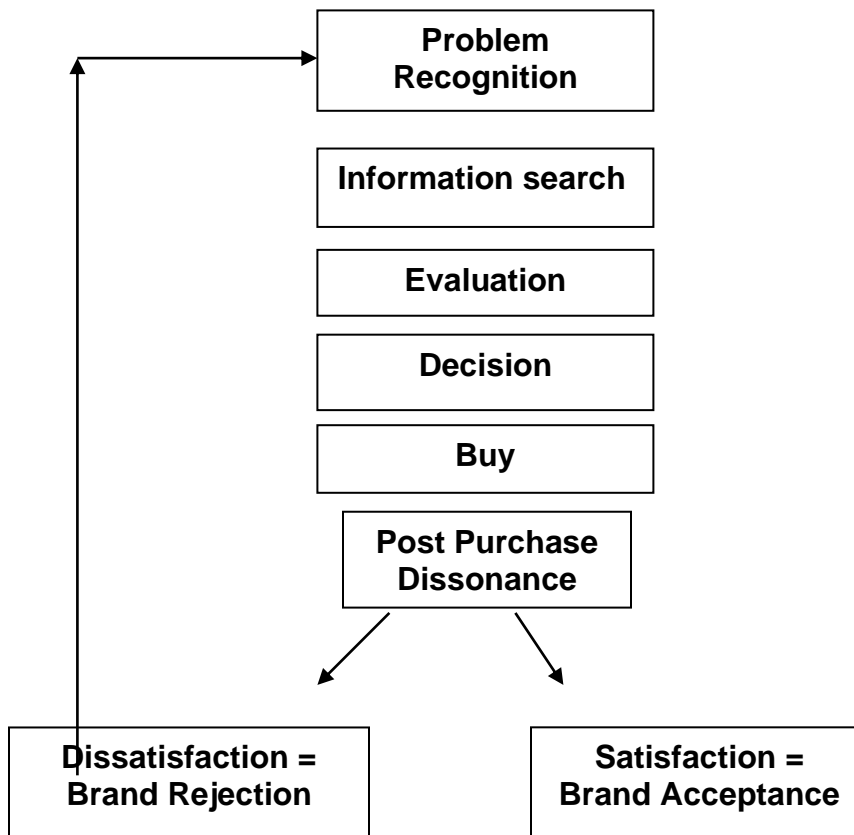 Problem
Recognition
Information search
Evaluation
Decision
Buy
Post Purchase
Dissonance
Dissatisfaction =
Brand Rejection
Satisfaction =
Brand Acceptance